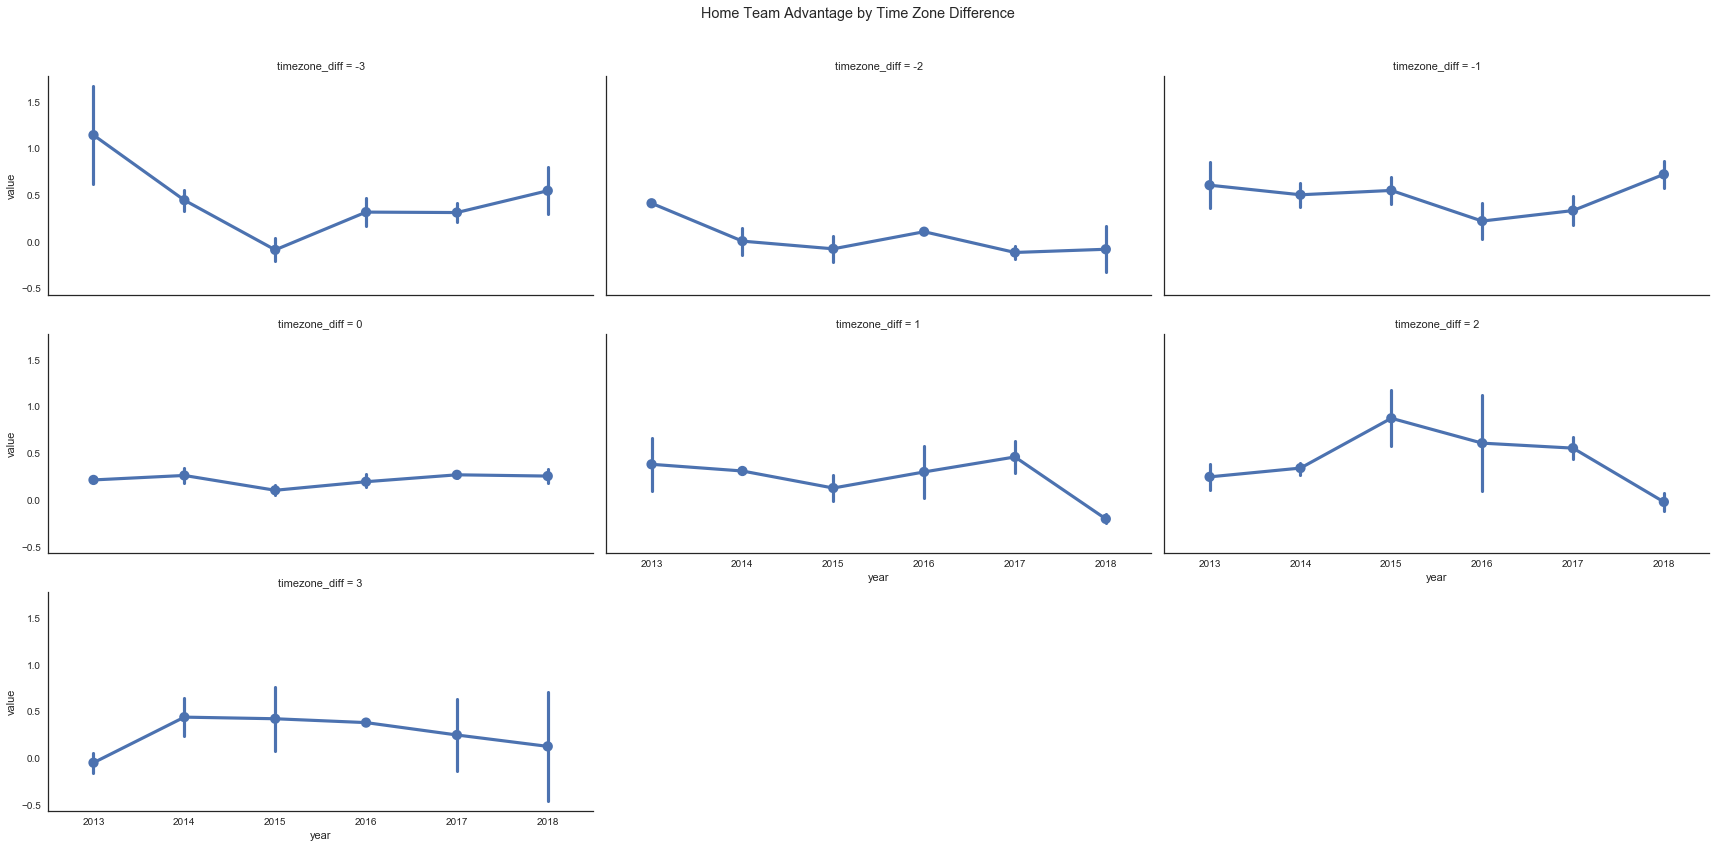 Home Team Advantage by Time Zone Difference
timezone_diff = -3
timezone_diff = -2
timezone_diff = -1
1.5
1.0
0.5
0.0
−0.5
value
timezone_diff = 0
timezone_diff = 1
timezone_diff = 2
1.5
1.0
0.5
0.0
−0.5
value
2013 2014 2015 2016 2017 2018
year
2013 2014 2015 2016 2017 2018
year
timezone_diff = 3
1.5
1.0
0.5
0.0
−0.5
value
2013 2014 2015 2016 2017 2018
year